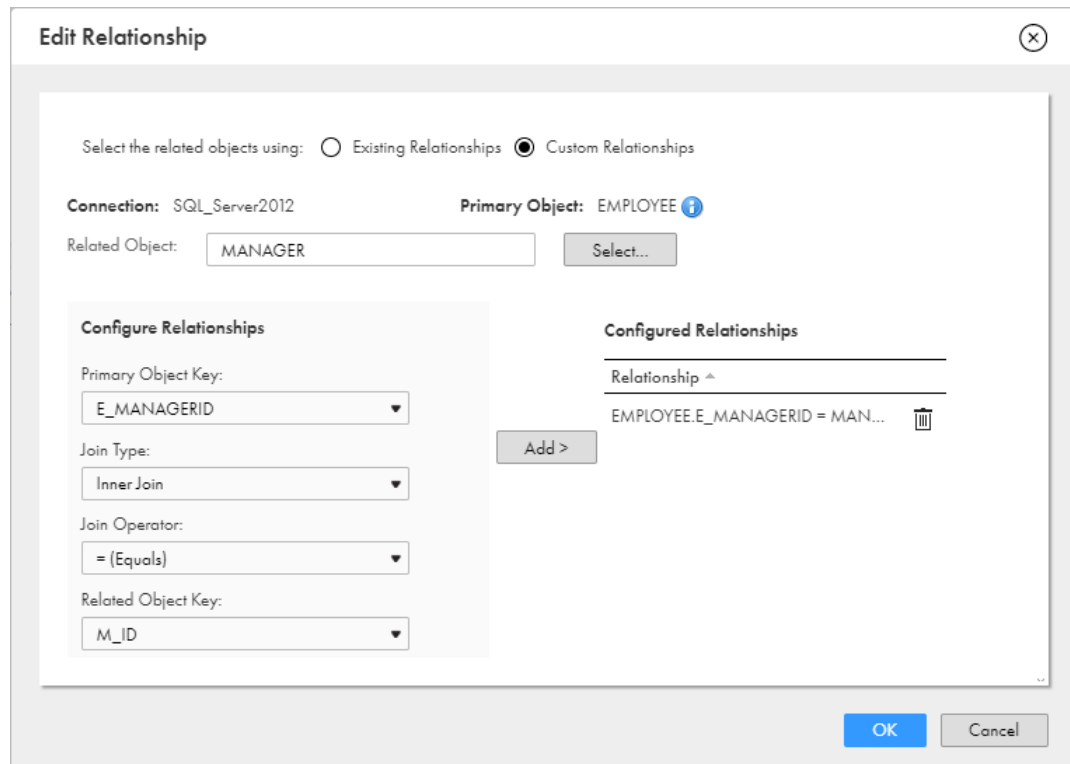 Edit Relationship
Select the related objects using: Existing Relationships Custom Relationships
Connection: SQL_Server2012 Primary Object: EMPLOYEE
Related Object: MANAGER Select...
Configure Relationships
Configured Relationships
Primary Object Key:
Relationship
E_MANAGERID
EMPLOYEE.E_MANAGERID = MAN...
Join Type:
Add >
Inner Join
Join Operator:
= (Equals)
Related Object Key:
M_ID
OK Cancel